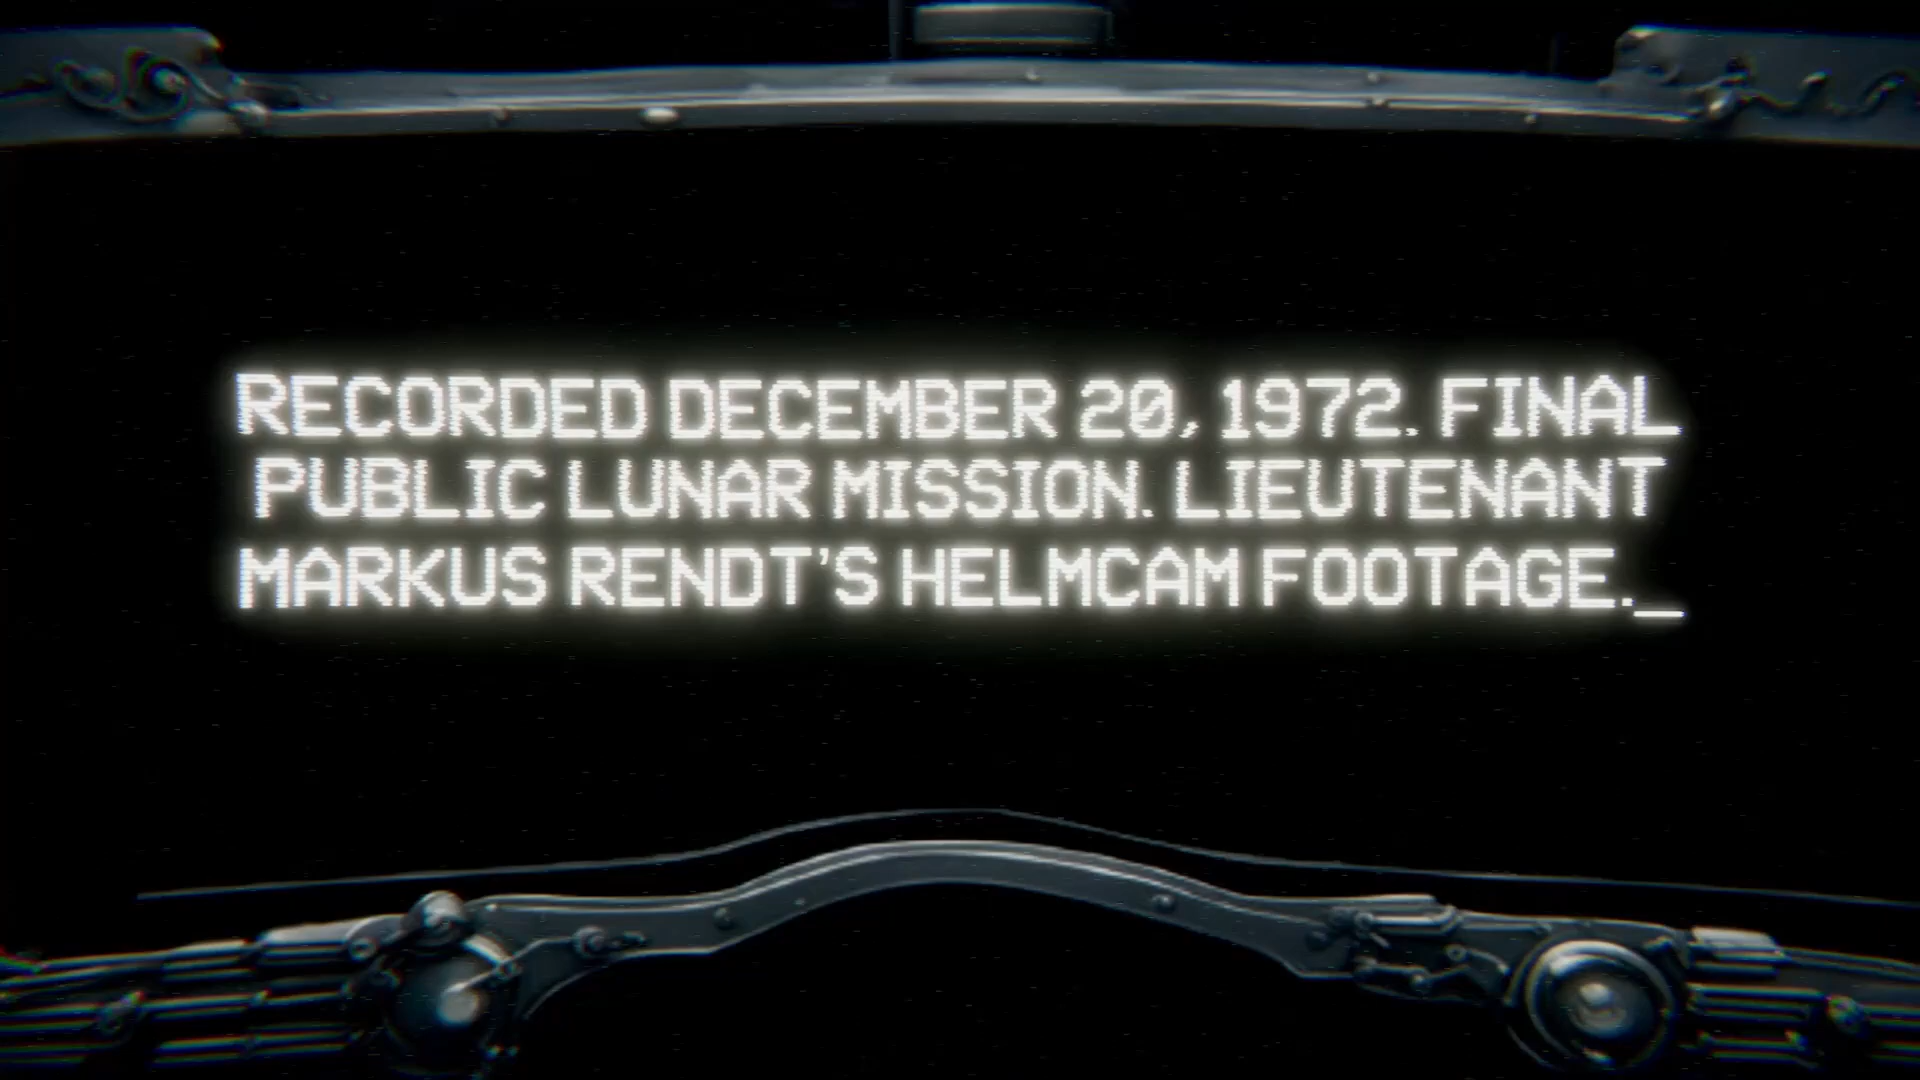 RECORDED DECEMBER 20, 1972. FINAL
PUBLIC LUNAR MISSION. LIEUTENANT
MARKUS RENDT'S HELMCAM FOOTAGE._